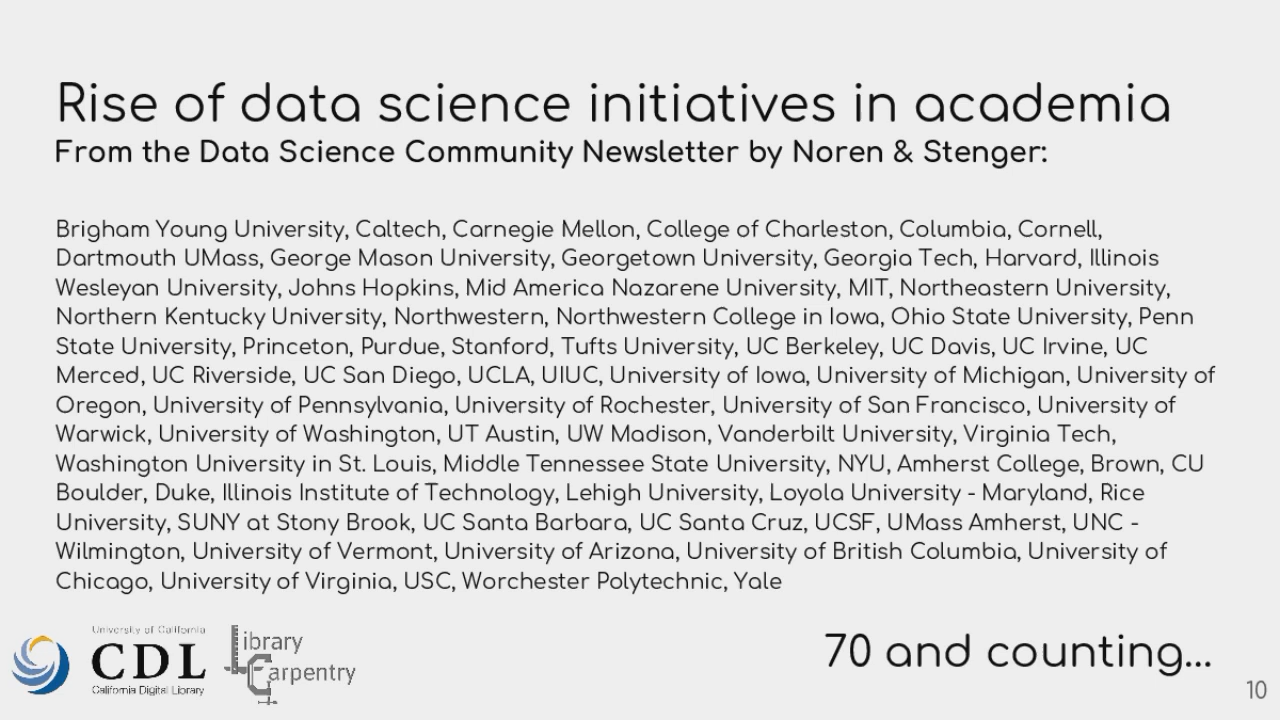 Rise of data science initiatives in academia
From the Data Science Community Newsletter by Noren & Stenger:
Brigham Young University, Caltech, Carnegie Mellon, College of Charleston, Columbia, Cornell,
Dartmouth UMass, George Mason University, Georgetown University, Georgia Tech, Harvard, Illinois
Wesleyan University, Johns Hopkins, Mid America Nazarene University, MIT, Northeastern University,
Northern Kentucky University, Northwestern, Northwestern College in Iowa, Ohio State University, Penn
State University, Princeton, Purdue, Stanford, Tufts University, UC Berkeley, UC Davis, UC Irvine, UC
Merced, UC Riverside, UC San Diego, UCLA, UIUC, University of Iowa, University of Michigan, University of
Oregon, University of Pennsylvania, University of Rochester, University of San Francisco, University of
Warwick, University of Washington, UT Austin, UW Madison, Vanderbilt University, Virginia Tech,
Washington University in St. Louis, Middle Tennessee State University, NYU, Amherst College, Brown, CU
Boulder, Duke, Illinois Institute of Technology, Lehigh University, Loyola University - Maryland, Rice
University, SUNY at Stony Brook, UC Santa Barbara, UC Santa Cruz, UCSF, UMass Amherst, UNC -
Wilmington, University of Vermont, University of Arizona, University of British Columbia, University of
Chicago, University of Virginia, USC, Worchester Polytechnic, Yale
University of California
CDL
California Digital Library
Library
Carpentry
70 and counting...
10